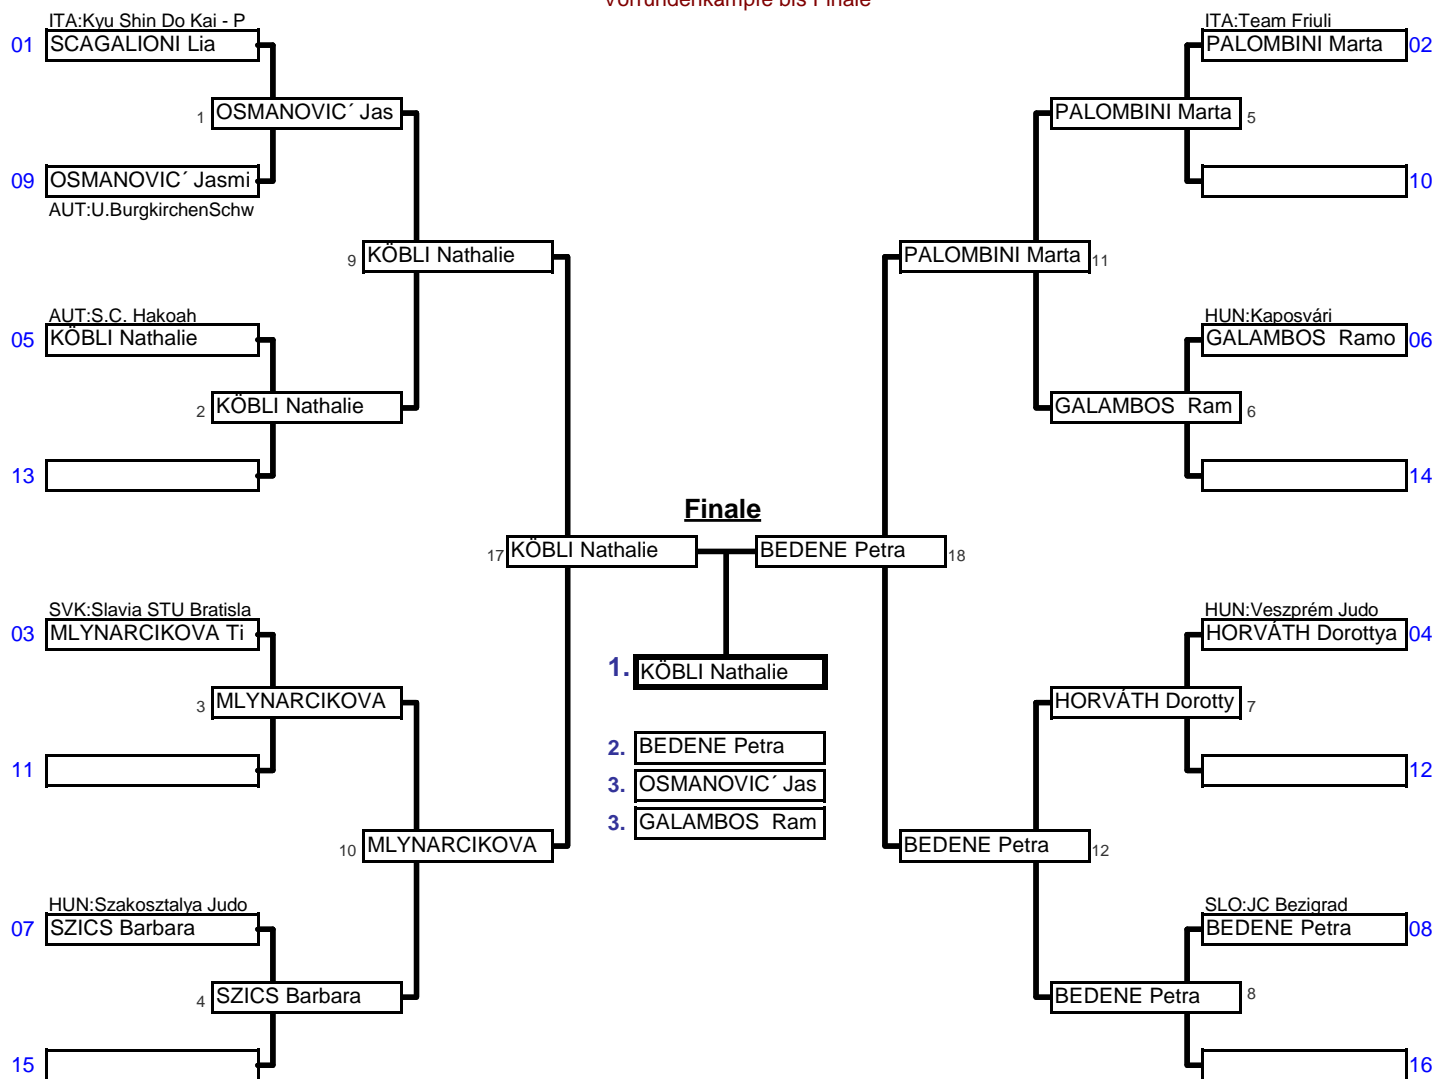 Vorrundenkämpfe bis Finale
ITA:Kyu Shin Do Kai - P
01 SCAGALIONI Lia
1 OSMANOVIC´ Jas
09 OSMANOVIC´ Jasmi
AUT:U.BurgkirchenSchw
9 KÖBLI Nathalie
AUT:S.C. Hakoah
05 KÖBLI Nathalie
2 KÖBLI Nathalie
13
17 KÖBLI Nathalie
SVK:Slavia STU Bratisla
03 MLYNARCIKOVA Ti
3 MLYNARCIKOVA
11
10 MLYNARCIKOVA
HUN:Szakosztalya Judo
07 SZICS Barbara
4 SZICS Barbara
15
Finale
1. KÖBLI Nathalie
2. BEDENE Petra
3. OSMANOVIC´ Jas
3. GALAMBOS  Ram
ITA:Team Friuli
PALOMBINI Marta 02
PALOMBINI Marta 5
10
PALOMBINI Marta 11
HUN:Kaposvári
GALAMBOS  Ramo 06
GALAMBOS  Ram 6
14
BEDENE Petra 18
HUN:Veszprém Judo
HORVÁTH Dorottya 04
HORVÁTH Dorotty 7
12
BEDENE Petra 12
SLO:JC Bezigrad
BEDENE Petra 08
BEDENE Petra 8
16